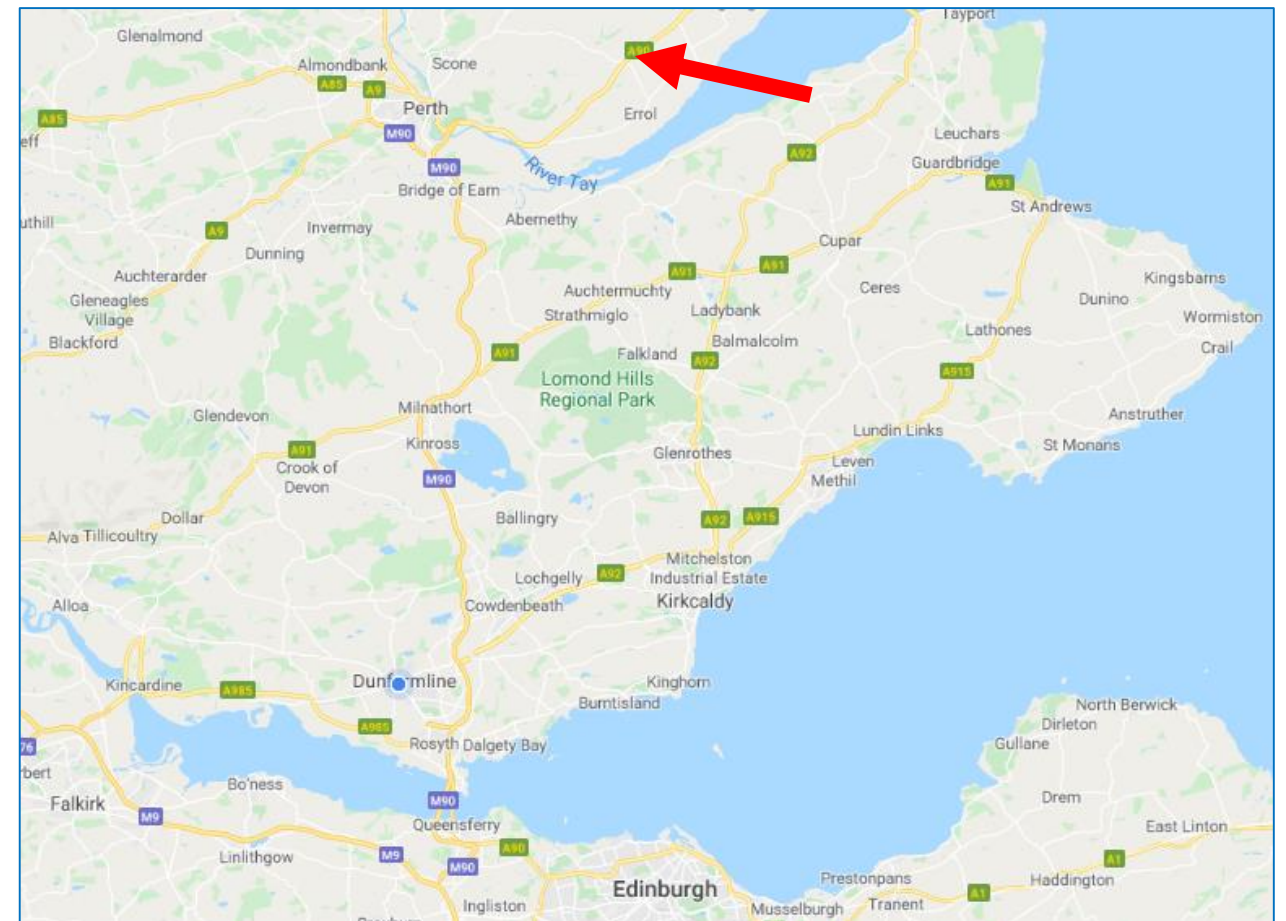 Tayport
Glenalmond
A90
Almondbank
Scone
A85
A9
Perth
Errol
A85
eff
M90
Leuchars
A92
Guardbridge
M90
River Tay
A91
Bridge of Earn
St Andrews
uthill
Abernethy
Invermay
A9
Dunning
Cupar
A91
A91
Auchterarder
Kingsbarns
Auchtermuchty
Ceres
Dunino
Gleneagles
Village
Strathmiglo
Ladybank
Wormiston
Blackford
Balmalcolm
Lathones
Crail
A91
Falkland
A92
A915
Lomond Hills
Regional Park
Milnathort
Glendevon
Anstruther
Lundin Links
Kinross
A91
Glenrothes
St Monans
Crook of
Devon
M90
Leven
Methil
Dollar
Ballingry
A92
A915
Alva
Tillicoultry
Mitchelston
Industrial Estate
Lochgelly
A92
Alloa
Cowdenbeath
Kirkcaldy
Kincardine
A985
Dunfermline
Kinghorn
Burntisland
North Berwick
Dirleton
A985
Rosyth
Dalgety Bay
Gullane
76
bert
Bo'ness
Falkirk
M90
Drem
M9
Queensferry
East Linton
A90
Linlithgow
M9
M90
A1
Prestonpans
Haddington
Edinburgh
A1
Ingliston
Musselburgh
Tranent